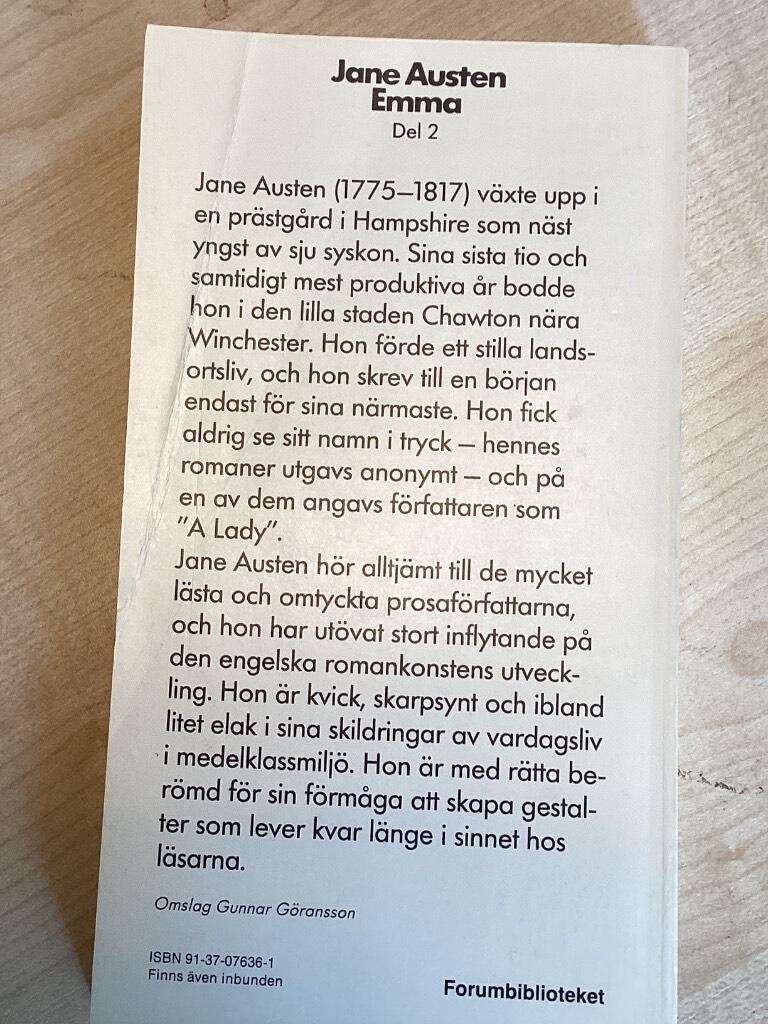 Jane Austen
Emma
Del 2
Jane Austen (1775–1817) växte upp i
en prästgård i Hampshire som näst
yngst av sju syskon. Sina sista tio och
samtidigt mest produktiva år bodde
hon i den lilla staden Chawton nära
Winchester. Hon förde ett stilla lands-
ortsliv, och hon skrev till en början
endast för sina närmaste. Hon fick
aldrig se sitt namn i tryck – hennes
romaner utgavs anonymt – och på
en av dem angavs författaren som
”A Lady”.
Jane Austen hör alltjämt till de mycket
lästa och omtyckta prosaförfattarna,
och hon har utövat stort inflytande på
den engelska romankonstens utveck-
ling. Hon är kvick, skarpsynt och ibland
litet elak i sina skildringar av vardagsliv
i medelklassmiljö. Hon är med rätta be-
römd för sin förmåga att skapa gestal-
ter som lever kvar länge i sinnet hos
läsarna.
Omslag Gunnar Göransson
ISBN 91-37-07636-1
Finns även inbunden
Forumbiblioteket